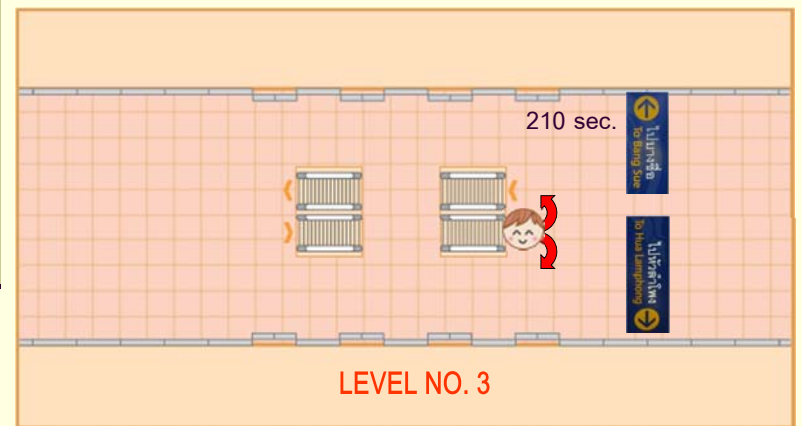 210 sec.
ไปบางซื่อ
To Bang Sue
ไปหัวลำโพง
To Hua Lamphong
LEVEL NO. 3